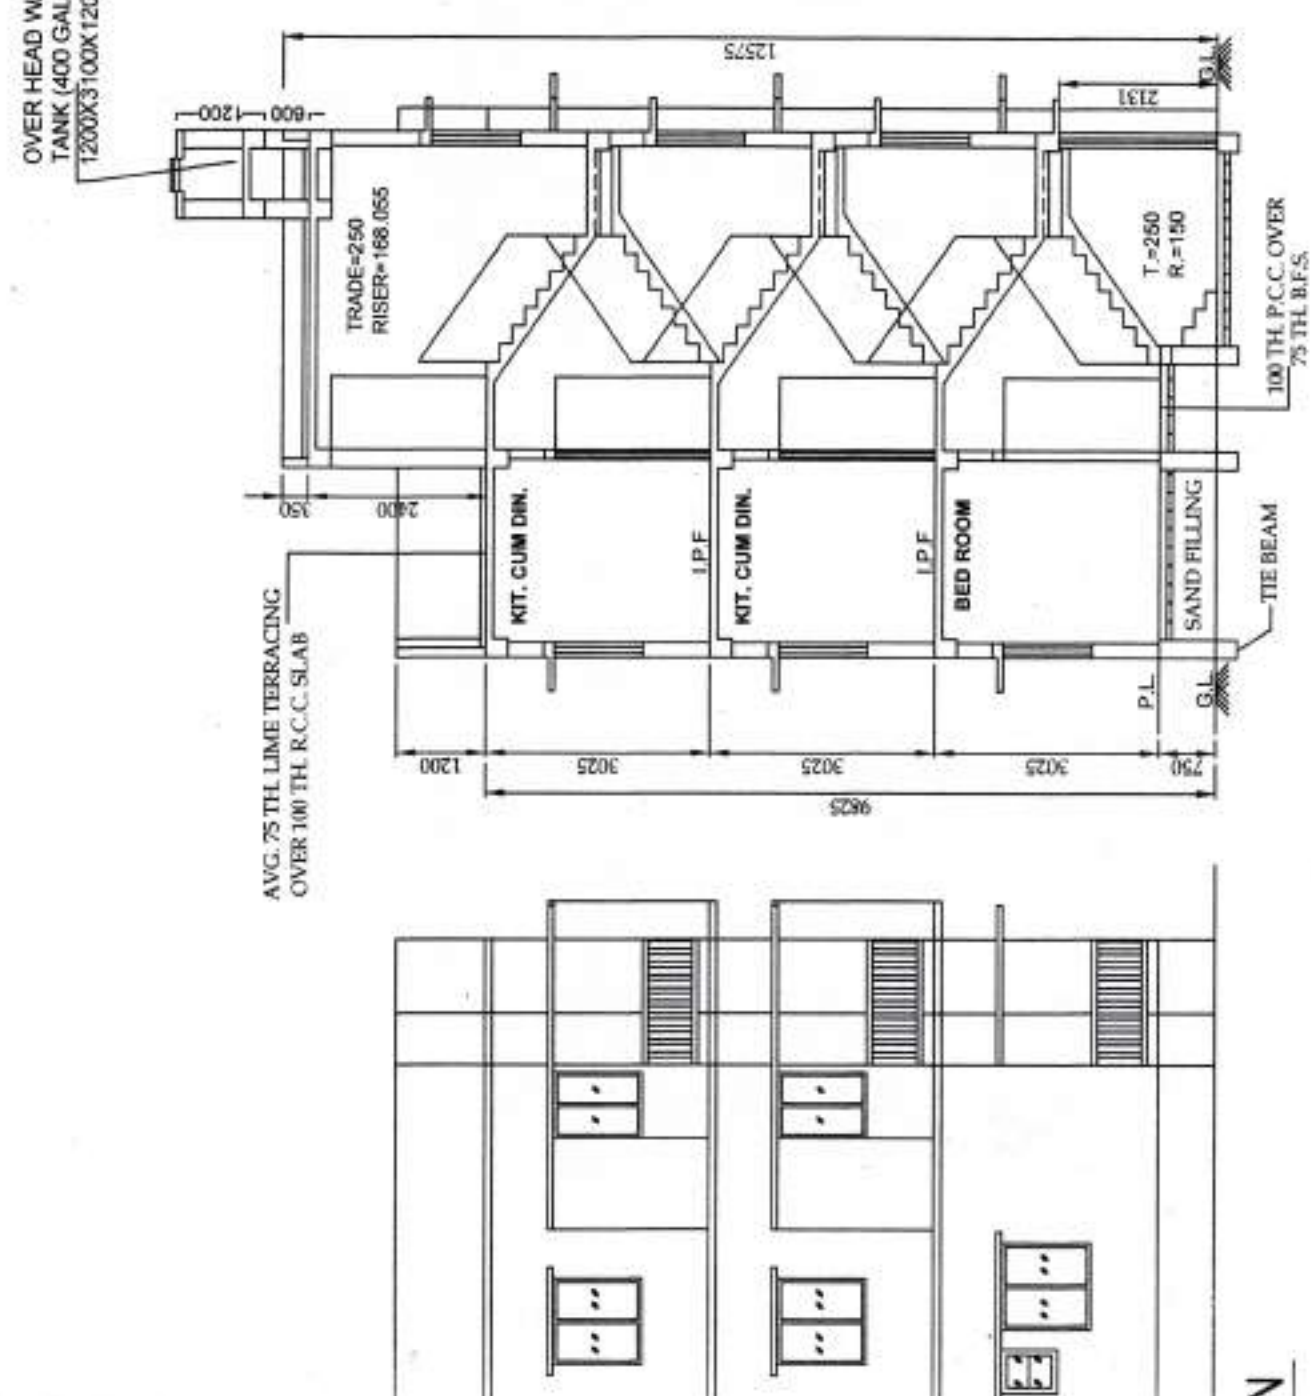 OVER HEAD
TANK (400 GAL
1200X3100X120
1200
600
12575
2131
G.L.
TRADE=250
RISER=168.055
T.=250
R.=150
100 TH. P.C.C. OVER
75 TH. B.F.S.
350
2400
KIT. CUM DIN.
I.P.F
KIT. CUM DIN.
I.P.F
BED ROOM
SAND FILLING
TIE BEAM
P.L.
G.L.
AVG. 75 TH. LIME TERRACING
OVER 100 TH. R.C.C. SLAB
1200
3025
3025
3025
750
9825
N